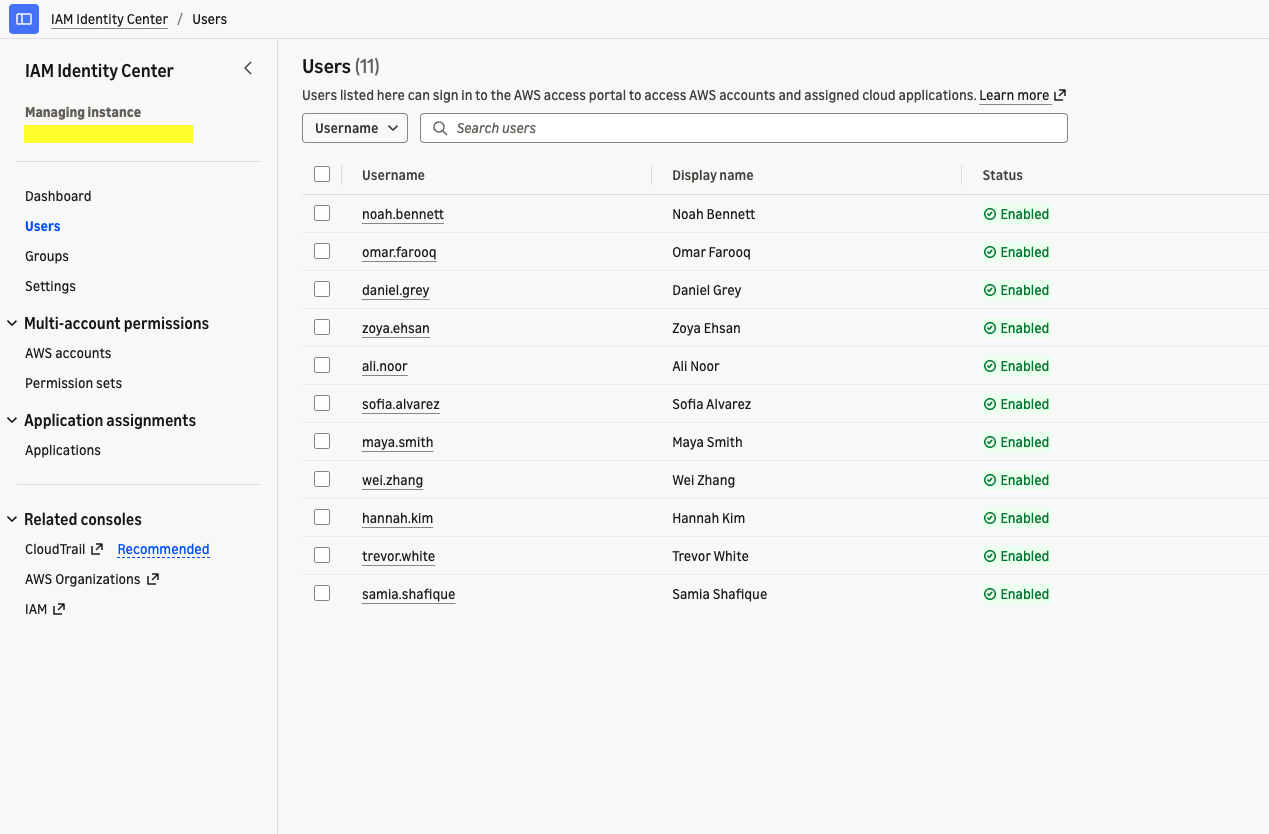 IAM Identity Center / Users
IAM Identity Center
Managing instance
Dashboard
Users
Groups
Settings
Multi-account permissions
AWS accounts
Permission sets
Application assignments
Applications
Related consoles
CloudTrail Recommended
AWS Organizations
IAM
Users (11)
Users listed here can sign in to the AWS access portal to access AWS accounts and assigned cloud applications. Learn more
Username Search users
Username Display name Status
noah.bennett Noah Bennett Enabled
omar.farooq Omar Farooq Enabled
daniel.grey Daniel Grey Enabled
zoya.ehsan Zoya Ehsan Enabled
ali.noor Ali Noor Enabled
sofia.alvarez Sofia Alvarez Enabled
maya.smith Maya Smith Enabled
wei.zhang Wei Zhang Enabled
hannah.kim Hannah Kim Enabled
trevor.white Trevor White Enabled
samia.shafique Samia Shafique Enabled